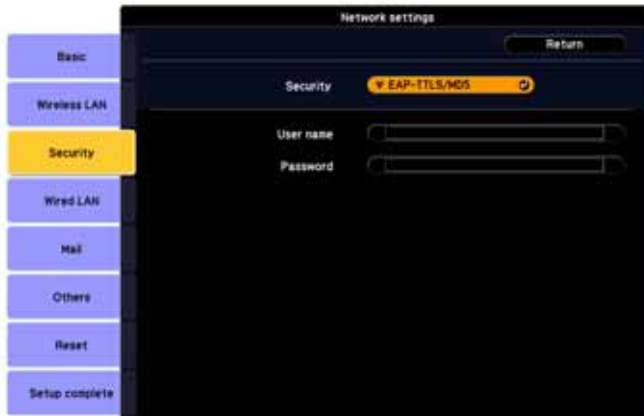 Network settings
Return
Basic
Wireless LAN
Security
Wired LAN
Mail
Others
Reset
Setup complete
Security
EAP-TTLS/MD5
User name
Password